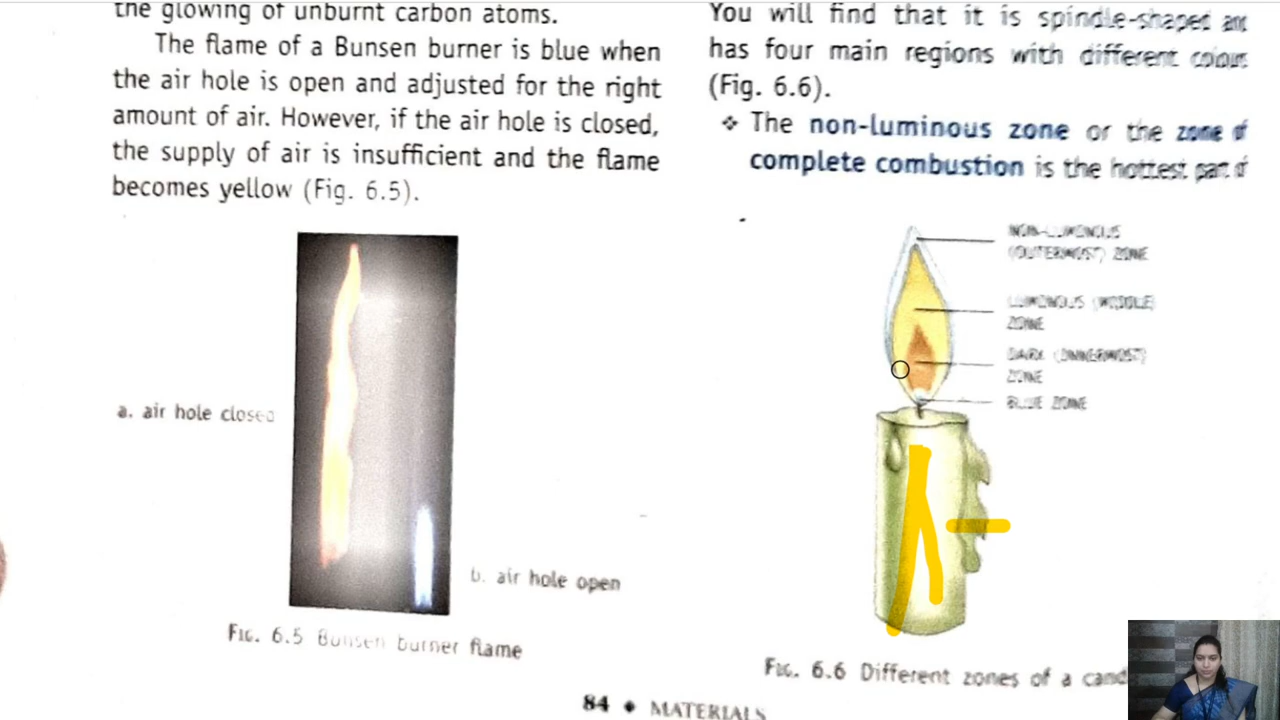 the glowing of unburnt carbon atoms.
The flame of a Bunsen burner is blue when
the air hole is open and adjusted for the right
amount of air. However, if the air hole is closed,
the supply of air is insufficient and the flame
becomes yellow (Fig. 6.5).
a. air hole closed
b. air hole open
FIG. 6.5 Bunsen burner flame
You will find that it is spindle-shaped and
has four main regions with different colours
(Fig. 6.6).
❖ The non-luminous zone or the zone of
complete combustion is the hottest part of
NON-LUMINOUS
(OUTERMOST) ZONE
LUMINOUS (MIDDLE)
ZONE
DARK (INNERMOST)
ZONE
BLUE ZONE
FIG. 6.6 Different zones of a cand
84 • MATERIALS